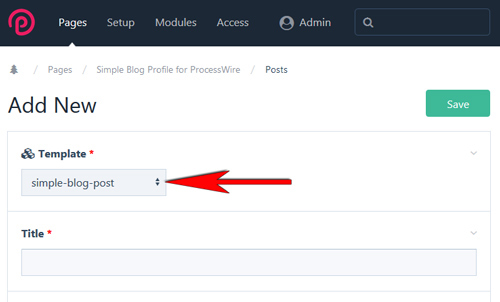 Pages Setup Modules Access Admin
/ Pages / Simple Blog Profile for ProcessWire / Posts
Add New
Save
Template *
simple-blog-post
Title *